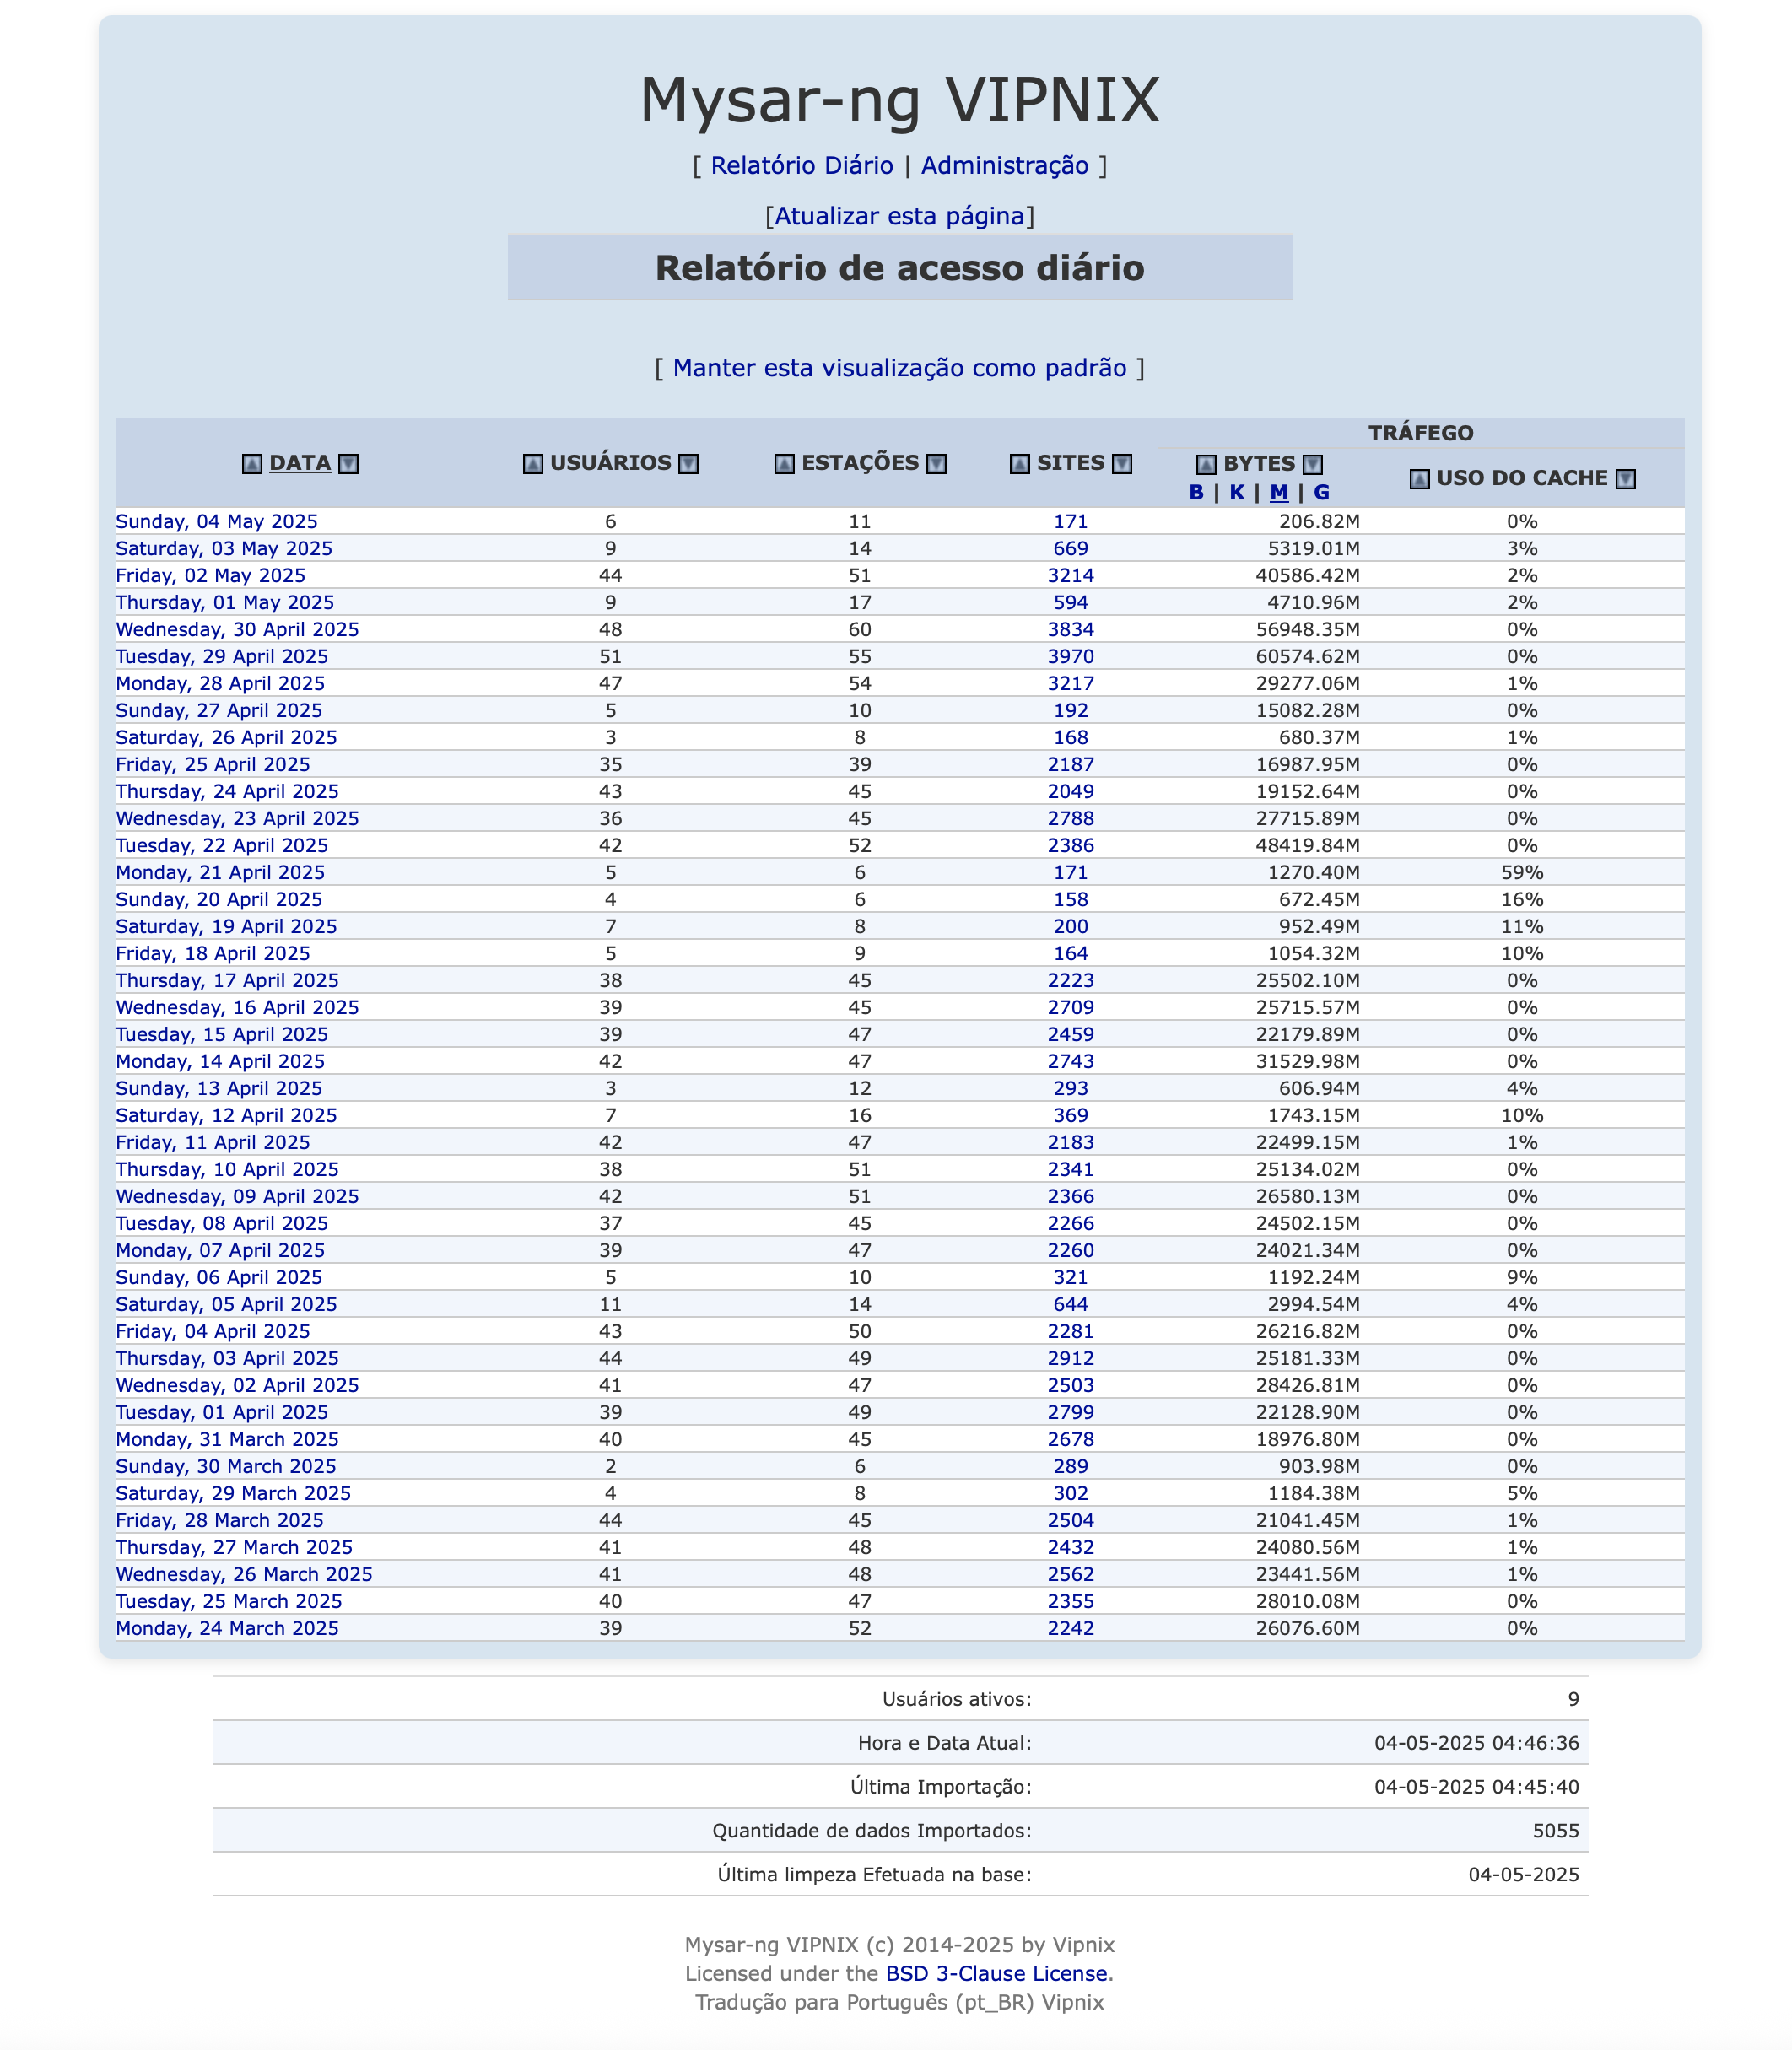 Mysar-ng VIPNIX
[ Relatório Diário | Administração ]
[Atualizar esta página]
Relatório de acesso diário
[ Manter esta visualização como padrão ]
TRÁFEGO
DATA USUÁRIOS ESTAÇÕES SITES BYTES USO DO CACHE
B | K | M | G
Sunday, 04 May 2025 6 11 171 206.82M 0%
Saturday, 03 May 2025 9 14 669 5319.01M 3%
Friday, 02 May 2025 44 51 3214 40586.42M 2%
Thursday, 01 May 2025 9 17 594 4710.96M 2%
Wednesday, 30 April 2025 48 60 3834 56948.35M 0%
Tuesday, 29 April 2025 51 55 3970 60574.62M 0%
Monday, 28 April 2025 47 54 3217 29277.06M 1%
Sunday, 27 April 2025 5 10 192 15082.28M 0%
Saturday, 26 April 2025 3 8 168 680.37M 1%
Friday, 25 April 2025 35 39 2187 16987.95M 0%
Thursday, 24 April 2025 43 45 2049 19152.64M 0%
Wednesday, 23 April 2025 36 45 2788 27715.89M 0%
Tuesday, 22 April 2025 42 52 2386 48419.84M 0%
Monday, 21 April 2025 5 6 171 1270.40M 59%
Sunday, 20 April 2025 4 6 158 672.45M 16%
Saturday, 19 April 2025 7 8 200 952.49M 11%
Friday, 18 April 2025 5 9 164 1054.32M 10%
Thursday, 17 April 2025 38 45 2223 25502.10M 0%
Wednesday, 16 April 2025 39 45 2709 25715.57M 0%
Tuesday, 15 April 2025 39 47 2459 22179.89M 0%
Monday, 14 April 2025 42 47 2743 31529.98M 0%
Sunday, 13 April 2025 3 12 293 606.94M 4%
Saturday, 12 April 2025 7 16 369 1743.15M 10%
Friday, 11 April 2025 42 47 2183 22499.15M 1%
Thursday, 10 April 2025 38 51 2341 25134.02M 0%
Wednesday, 09 April 2025 42 51 2366 26580.13M 0%
Tuesday, 08 April 2025 37 45 2266 24502.15M 0%
Monday, 07 April 2025 39 47 2260 24021.34M 0%
Sunday, 06 April 2025 5 10 321 1192.24M 9%
Saturday, 05 April 2025 11 14 644 2994.54M 4%
Friday, 04 April 2025 43 50 2281 26216.82M 0%
Thursday, 03 April 2025 44 49 2912 25181.33M 0%
Wednesday, 02 April 2025 41 47 2503 28426.81M 0%
Tuesday, 01 April 2025 39 49 2799 22128.90M 0%
Monday, 31 March 2025 40 45 2678 18976.80M 0%
Sunday, 30 March 2025 2 6 289 903.98M 0%
Saturday, 29 March 2025 4 8 302 1184.38M 5%
Friday, 28 March 2025 44 45 2504 21041.45M 1%
Thursday, 27 March 2025 41 48 2432 24080.56M 1%
Wednesday, 26 March 2025 41 48 2562 23441.56M 1%
Tuesday, 25 March 2025 40 47 2355 28010.08M 0%
Monday, 24 March 2025 39 52 2242 26076.60M 0%
Usuários ativos: 9
Hora e Data Atual: 04-05-2025 04:46:36
Última Importação: 04-05-2025 04:45:40
Quantidade de dados Importados: 5055
Última limpeza Efetuada na base: 04-05-2025
Mysar-ng VIPNIX (c) 2014-2025 by Vipnix
Licensed under the BSD 3-Clause License.
Tradução para Português (pt_BR) Vipnix